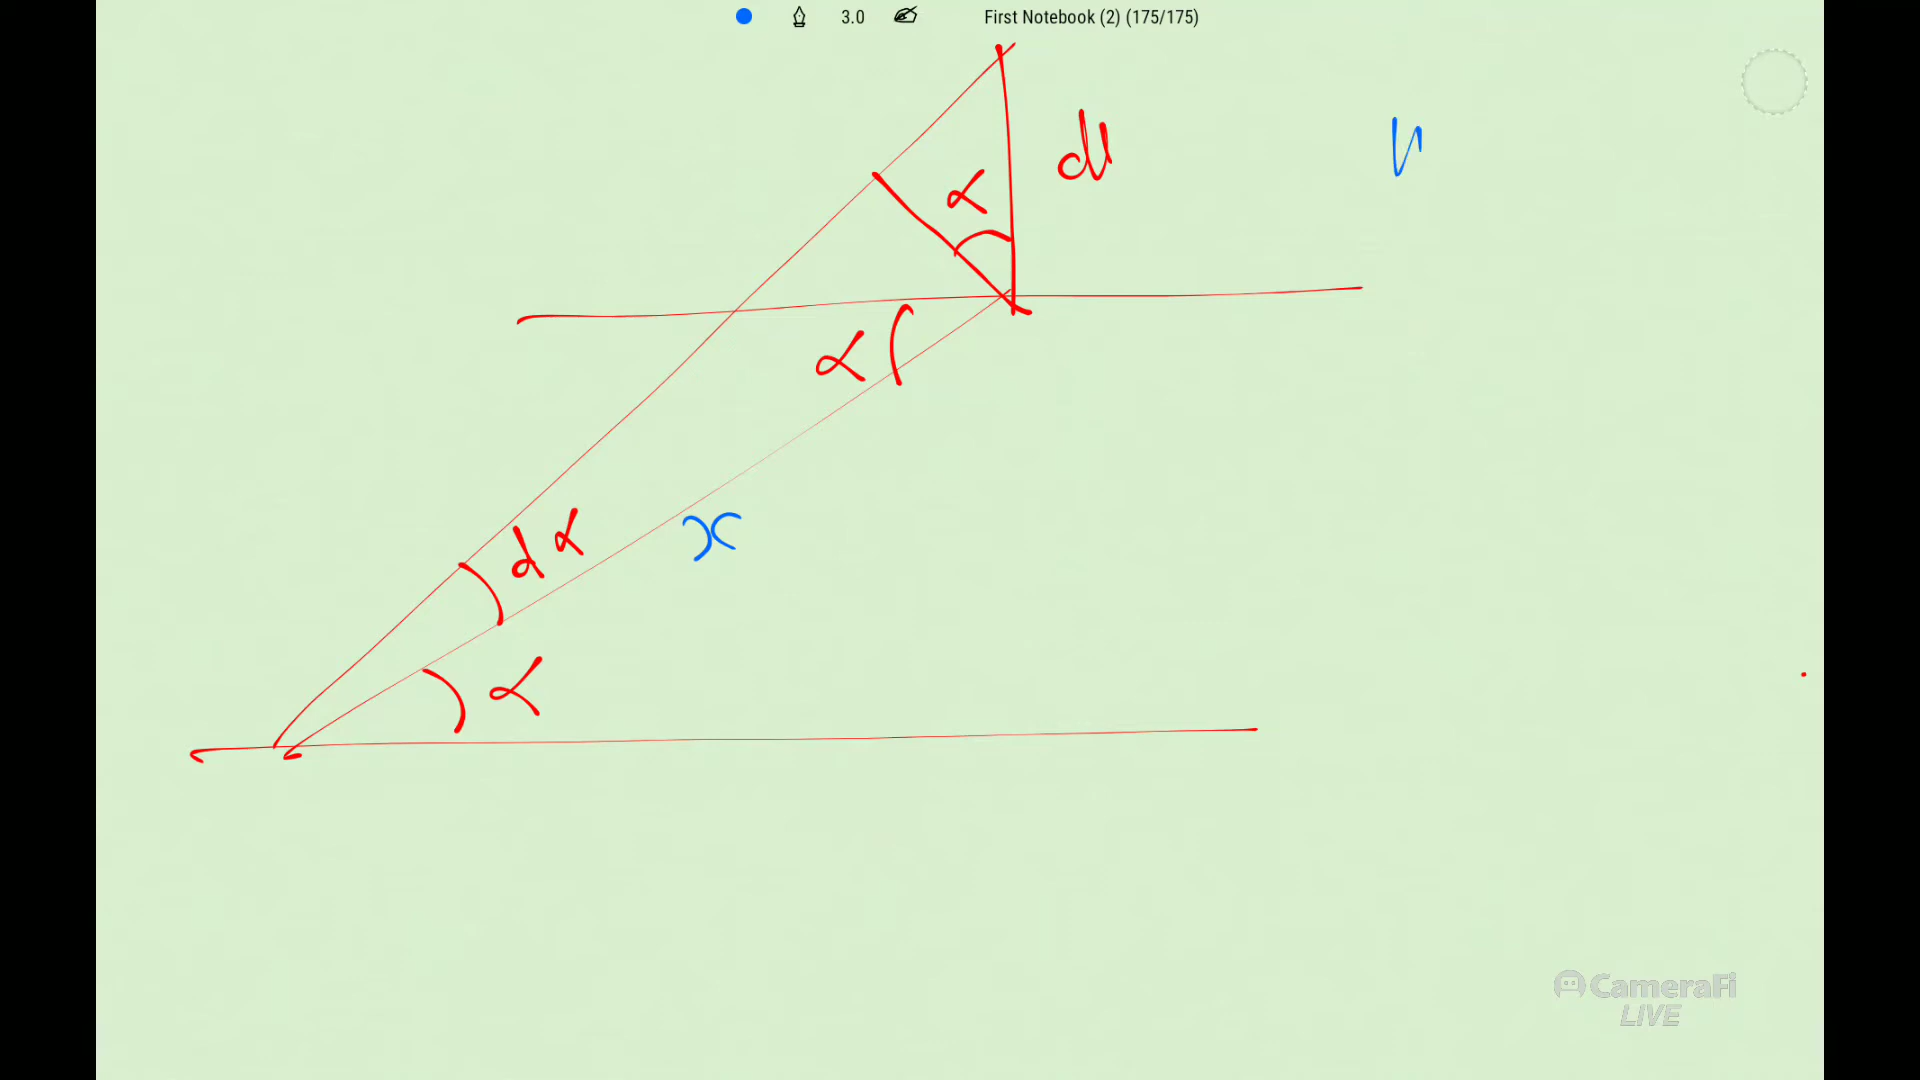 3.0 First Notebook (2) (175/175)
dl
α
α
dα
x
α
CameraFi
LIVE